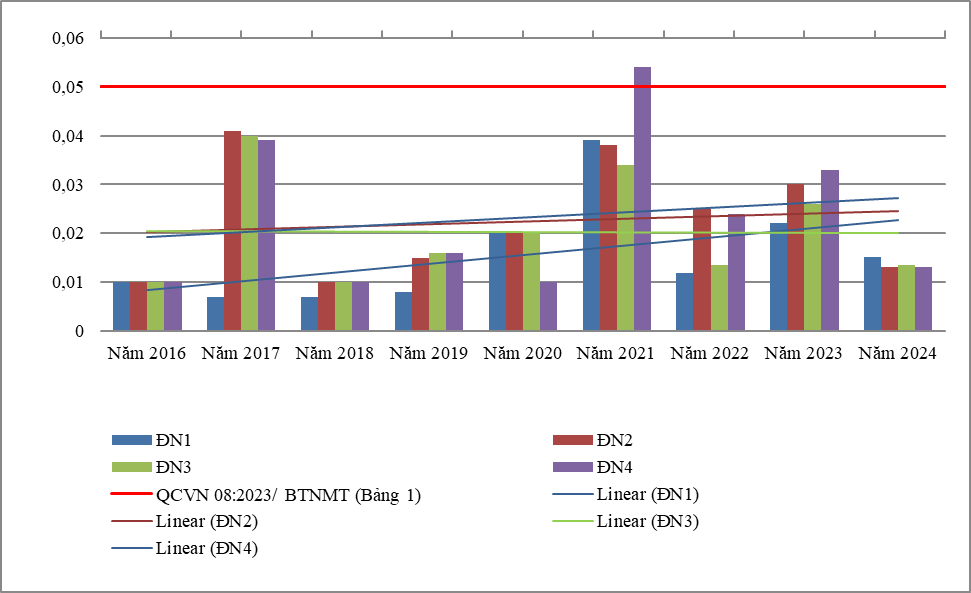 0,06
0,05
0,04
0,03
0,02
0,01
0
Năm 2016 Năm 2017 Năm 2018 Năm 2019 Năm 2020 Năm 2021 Năm 2022 Năm 2023 Năm 2024
ĐN1 ĐN2
ĐN3 ĐN4
QCVN 08:2023/ BTNMT (Bảng 1) Linear (ĐN1)
Linear (ĐN2) Linear (ĐN3)
Linear (ĐN4)